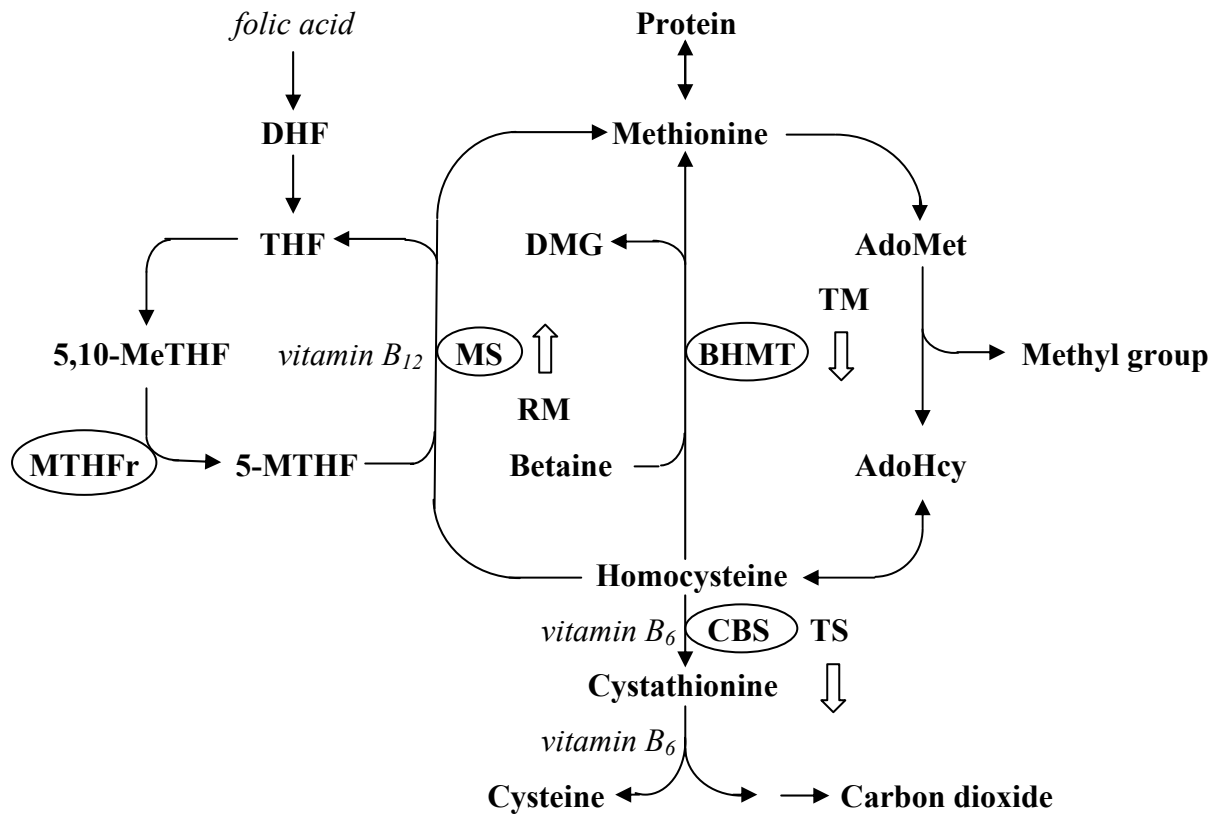 folic acid
Protein
DHF
Methionine
THF
DMG
AdoMet
TM
5,10-MeTHF
vitamin B12
MS
BHMT
Methyl group
RM
MTHFr
5-MTHF
Betaine
AdoHcy
Homocysteine
vitamin B6
CBS
TS
Cystathionine
vitamin B6
Cysteine
Carbon dioxide